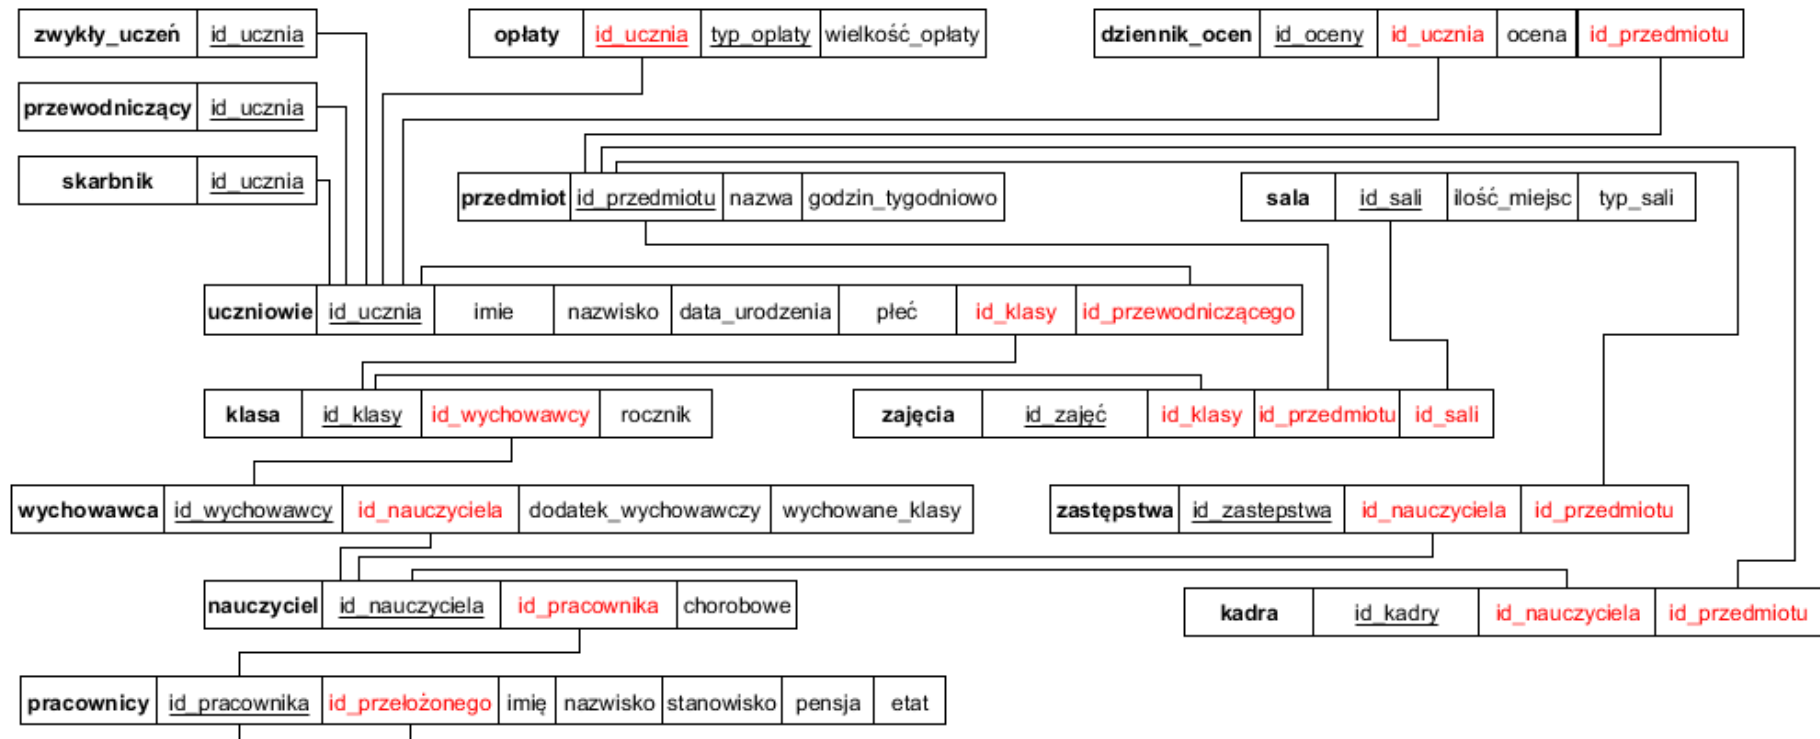 zwykły_uczeń id_ucznia
opłaty id_ucznia typ_oplaty wielkość_opłaty
dziennik_ocen id_oceny id_ucznia ocena id_przedmiotu
przewodniczący id_ucznia
skarbnik id_ucznia
przedmiot id_przedmiotu nazwa godzin_tygodniowo
sala id_sali ilość_miejsc typ_sali
uczniowie id_ucznia imie nazwisko data_urodzenia płeć id_klasy id_przewodniczącego
klasa id_klasy id_wychowawcy rocznik
zajęcia id_zajęć id_klasy id_przedmiotu id_sali
wychowawca id_wychowawcy id_nauczyciela dodatek_wychowawczy wychowane_klasy
zastępstwa id_zastepstwa id_nauczyciela id_przedmiotu
nauczyciel id_nauczyciela id_pracownika chorobowe
kadra id_kadry id_nauczyciela id_przedmiotu
pracownicy id_pracownika id_przełożonego imię nazwisko stanowisko pensja etat